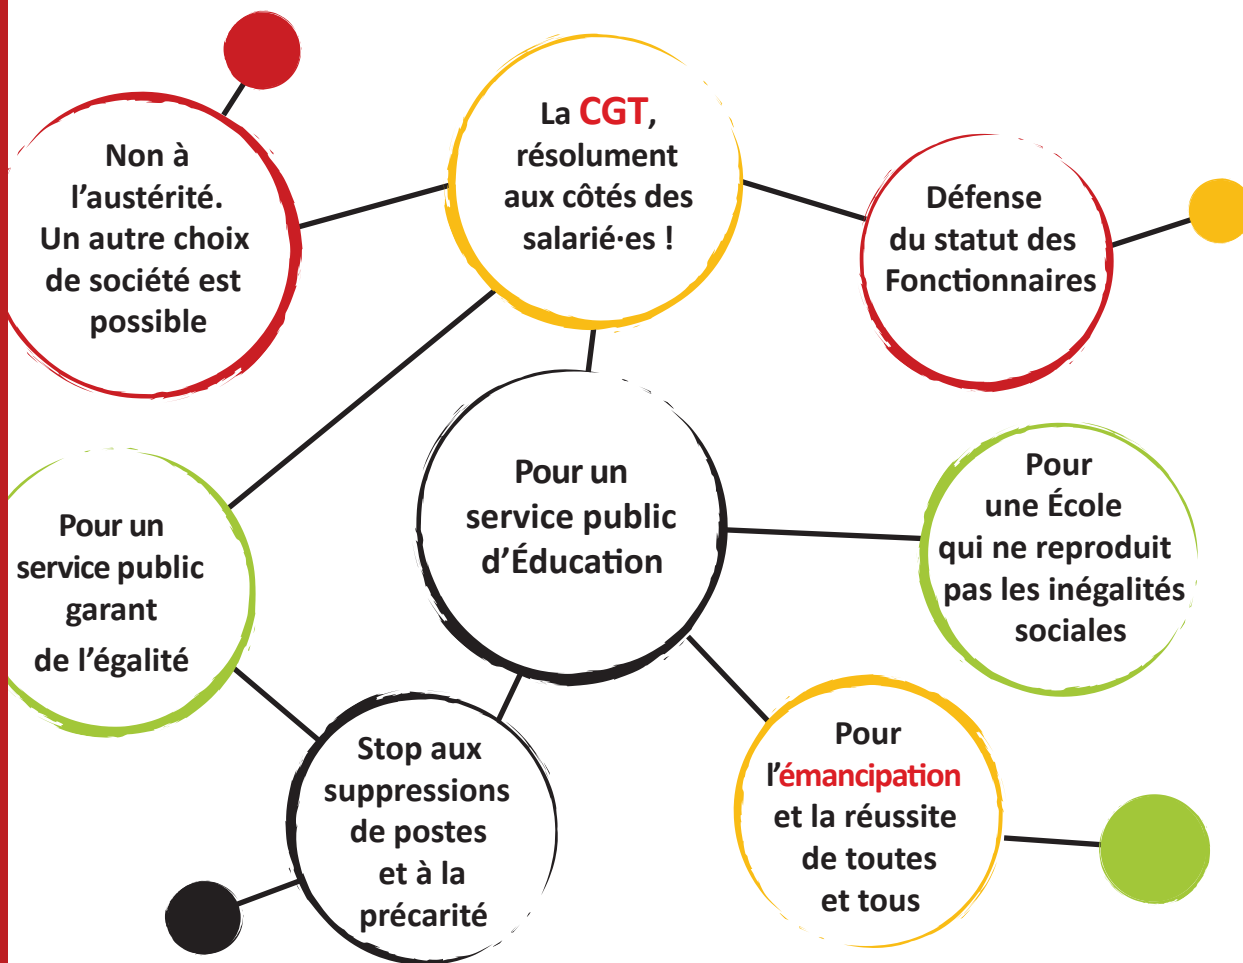 Non à
l'austérité.
Un autre choix
de société est
possible
La CGT,
résolument
aux côtés des
salarié·es !
Défense
du statut des
Fonctionnaires
Pour un
service public
garant
de l'égalité
Pour un
service public
d'Éducation
Pour
une École
qui ne reproduit
pas les inégalités
sociales
Stop aux
suppressions
de postes
et à la
précarité
Pour
l'émancipation
et la réussite
de toutes
et tous